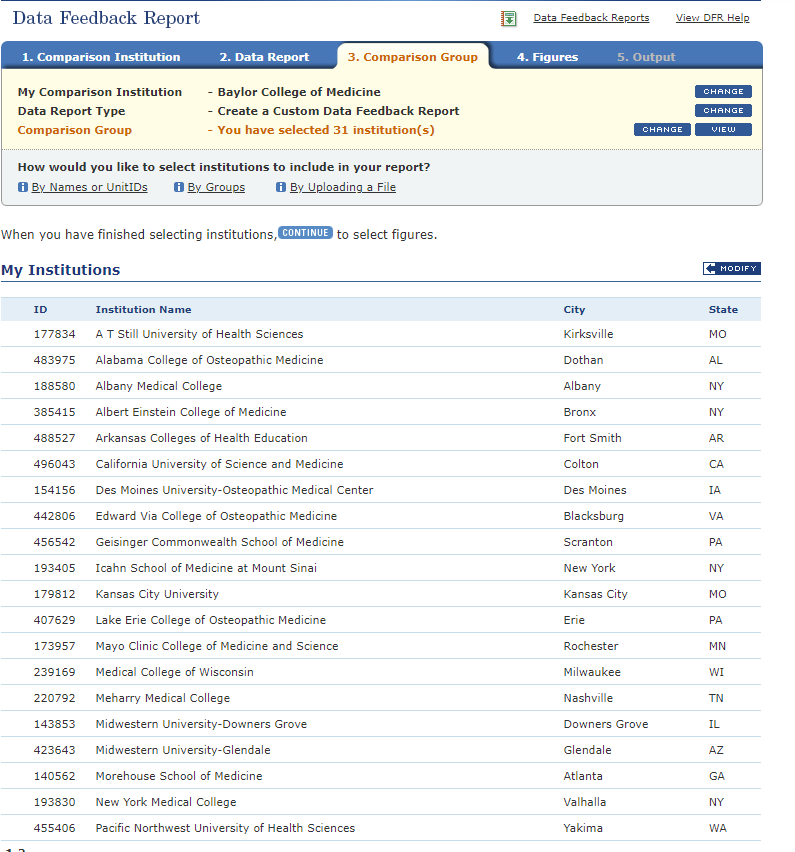 Data Feedback Report Data Feedback Reports View DFR Help
1. Comparison Institution 2. Data Report 3. Comparison Group 4. Figures 5. Output
My Comparison Institution - Baylor College of Medicine CHANGE
Data Report Type - Create a Custom Data Feedback Report CHANGE
Comparison Group - You have selected 31 institution(s) CHANGE VIEW
How would you like to select institutions to include in your report?
By Names or UnitIDs By Groups By Uploading a File
When you have finished selecting institutions, CONTINUE to select figures.
My Institutions MODIFY
ID Institution Name City State
177834 A T Still University of Health Sciences Kirksville MO
483975 Alabama College of Osteopathic Medicine Dothan AL
188580 Albany Medical College Albany NY
385415 Albert Einstein College of Medicine Bronx NY
488527 Arkansas Colleges of Health Education Fort Smith AR
496043 California University of Science and Medicine Colton CA
154156 Des Moines University-Osteopathic Medical Center Des Moines IA
442806 Edward Via College of Osteopathic Medicine Blacksburg VA
456542 Geisinger Commonwealth School of Medicine Scranton PA
193405 Icahn School of Medicine at Mount Sinai New York NY
179812 Kansas City University Kansas City MO
407629 Lake Erie College of Osteopathic Medicine Erie PA
173957 Mayo Clinic College of Medicine and Science Rochester MN
239169 Medical College of Wisconsin Milwaukee WI
220792 Meharry Medical College Nashville TN
143853 Midwestern University-Downers Grove Downers Grove IL
423643 Midwestern University-Glendale Glendale AZ
140562 Morehouse School of Medicine Atlanta GA
193830 New York Medical College Valhalla NY
455406 Pacific Northwest University of Health Sciences Yakima WA